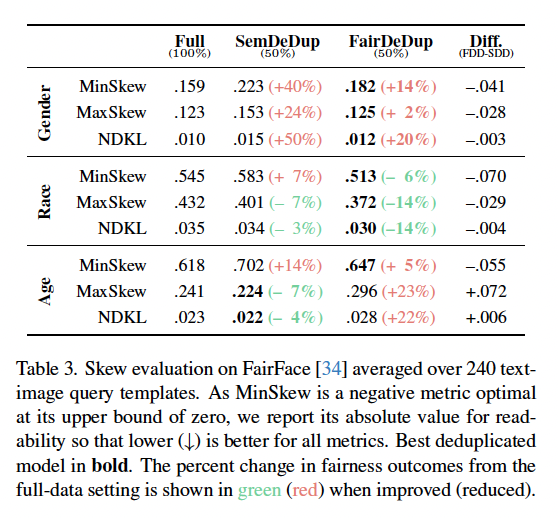 Full SemDeDup FairDeDup Diff.
(100%) (50%) (50%) (FDD-SDD)
Gender
MinSkew .159 .223 (+40%) .182 (+14%) –.041
MaxSkew .123 .153 (+24%) .125 (+ 2%) –.028
NDKL .010 .015 (+50%) .012 (+20%) –.003
Race
MinSkew .545 .583 (+ 7%) .513 (– 6%) –.070
MaxSkew .432 .401 (– 7%) .372 (–14%) –.029
NDKL .035 .034 (– 3%) .030 (–14%) –.004
Age
MinSkew .618 .702 (+14%) .647 (+ 5%) –.055
MaxSkew .241 .224 (– 7%) .296 (+23%) +.072
NDKL .023 .022 (– 4%) .028 (+22%) +.006
Table 3. Skew evaluation on FairFace [34] averaged over 240 text-
image query templates. As MinSkew is a negative metric optimal
at its upper bound of zero, we report its absolute value for read-
ability so that lower (↓) is better for all metrics. Best deduplicated
model in bold. The percent change in fairness outcomes from the
full-data setting is shown in green (red) when improved (reduced).